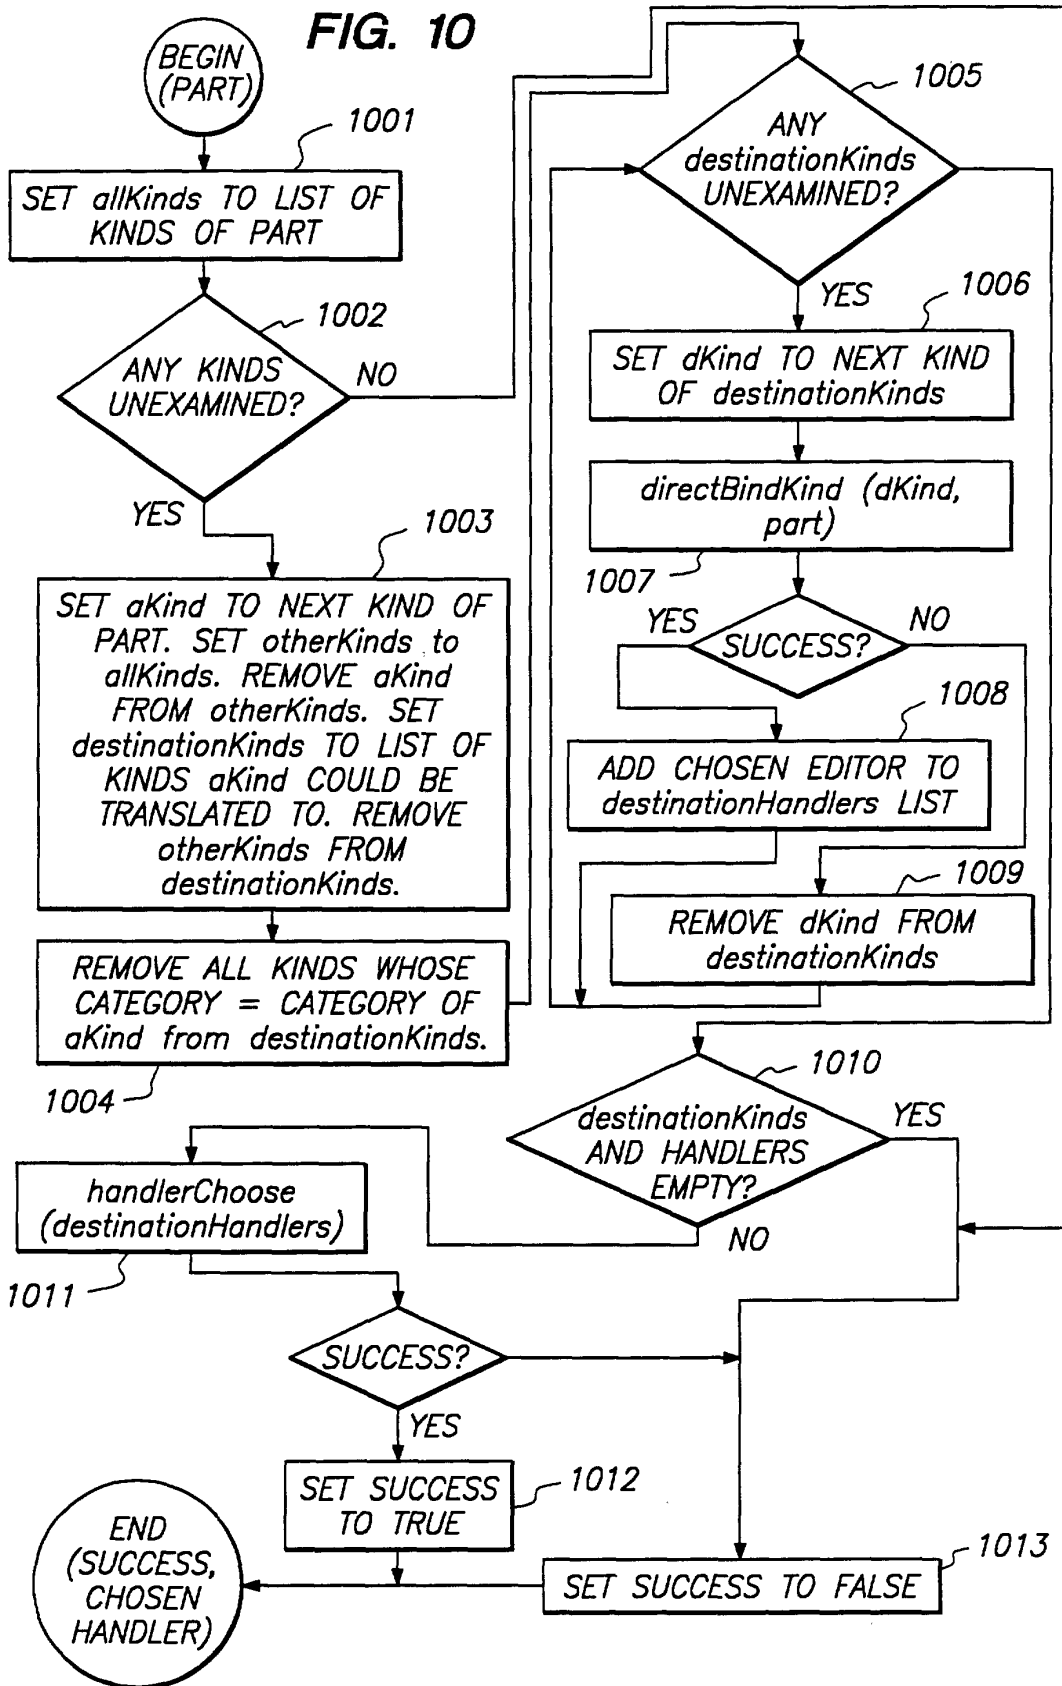 FIG. 10
BEGIN
(PART)
1001
SET allKinds TO LIST OF
KINDS OF PART
1002
ANY KINDS
UNEXAMINED?
NO
YES
1003
SET aKind TO NEXT KIND OF
PART. SET otherKinds to
allKinds. REMOVE aKind
FROM otherKinds. SET
destinationKinds TO LIST OF
KINDS aKind COULD BE
TRANSLATED TO. REMOVE
otherKinds FROM
destinationKinds.
REMOVE ALL KINDS WHOSE
CATEGORY = CATEGORY OF
aKind from destinationKinds.
1004
1005
ANY
destinationKinds
UNEXAMINED?
YES
1006
SET dKind TO NEXT KIND
OF destinationKinds
directBindKind (dKind,
part)
1007
YES
NO
SUCCESS?
1008
ADD CHOSEN EDITOR TO
destinationHandlers LIST
1009
REMOVE dKind FROM
destinationKinds
1010
destinationKinds
AND HANDLERS
EMPTY?
YES
NO
handlerChoose
(destinationHandlers)
1011
SUCCESS?
YES
SET SUCCESS
TO TRUE
1012
1013
SET SUCCESS TO FALSE
END
(SUCCESS,
CHOSEN
HANDLER)